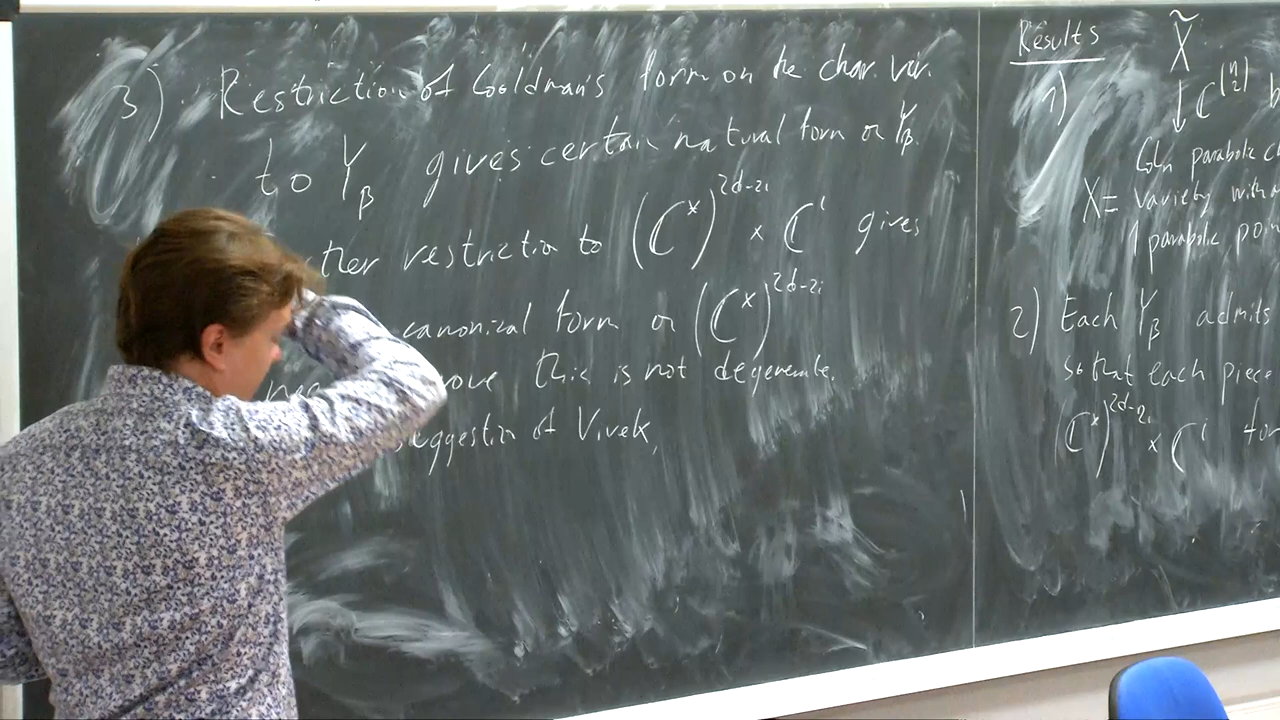 3) Restriction of Goldman's form on the char. var.
to Y_β gives certain natural form on Y_β.
ther restriction to (C^×)^{2d-2i} × C^i gives
canonical form on (C^×)^{2d-2i}
nee ove this is not degenerate.
suggestion of Vivek,
Results
X̃
1) ↓ C^{(n 2)} b
GLn parabolic c
X = variety with a
1 parabolic poin
2) Each Y_β admits
so that each piece
(C^×)^{2d-2i} × C^i for